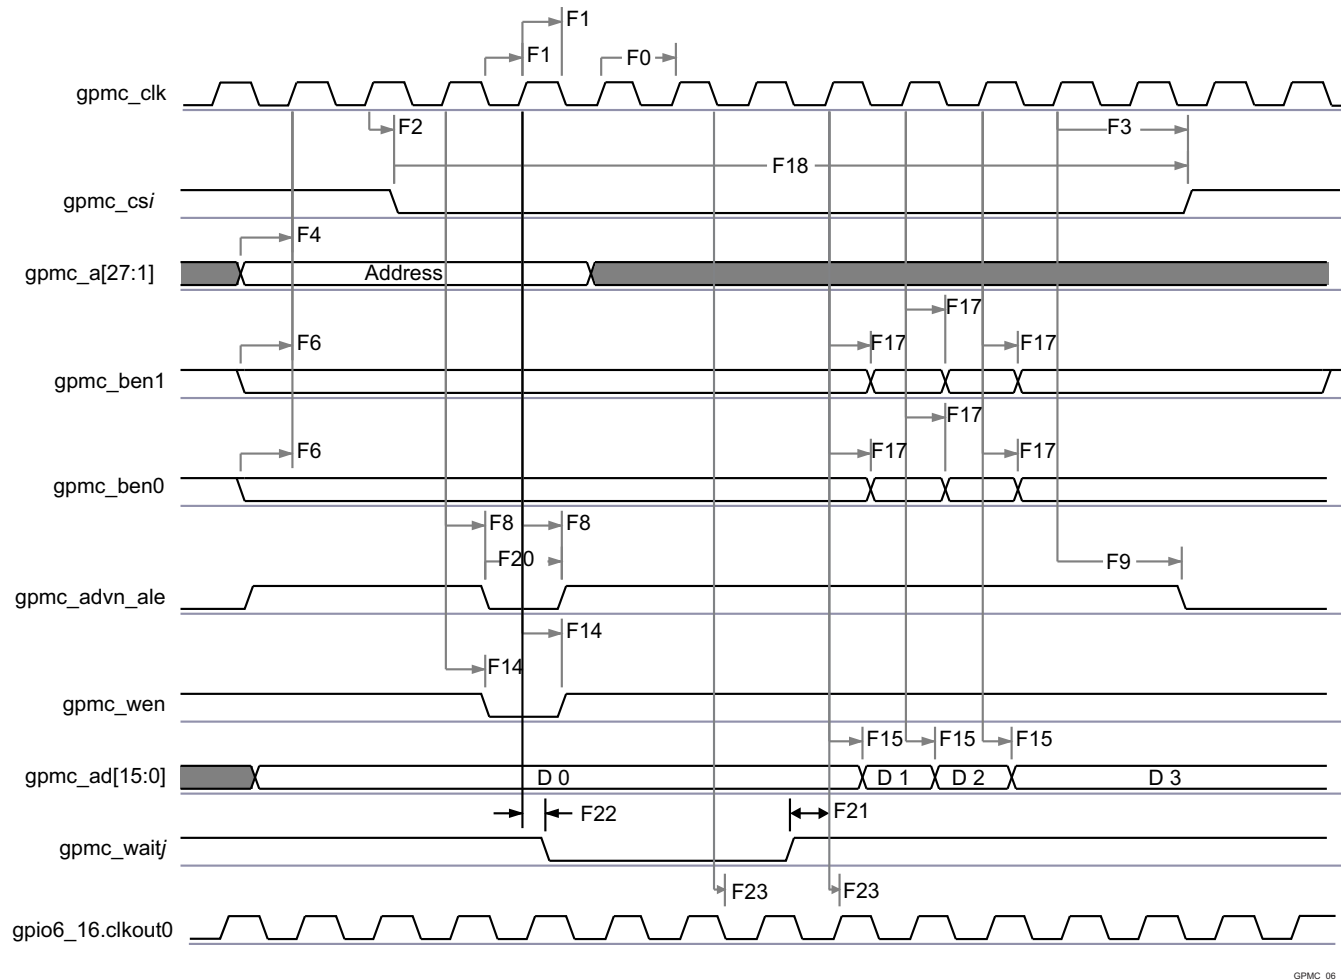 F1
F1
F0
gpmc_clk
F2
F3
F18
gpmc_csi
F4
gpmc_a[27:1]
Address
F17
F6
F17
F17
gpmc_ben1
F17
F6
F17
F17
gpmc_ben0
F8
F8
F20
F9
gpmc_advn_ale
F14
F14
gpmc_wen
F15
F15
F15
gpmc_ad[15:0]
D 0
D 1
D 2
D 3
F22
F21
gpmc_waitj
F23
F23
gpio6_16.clkout0
GPMC_06